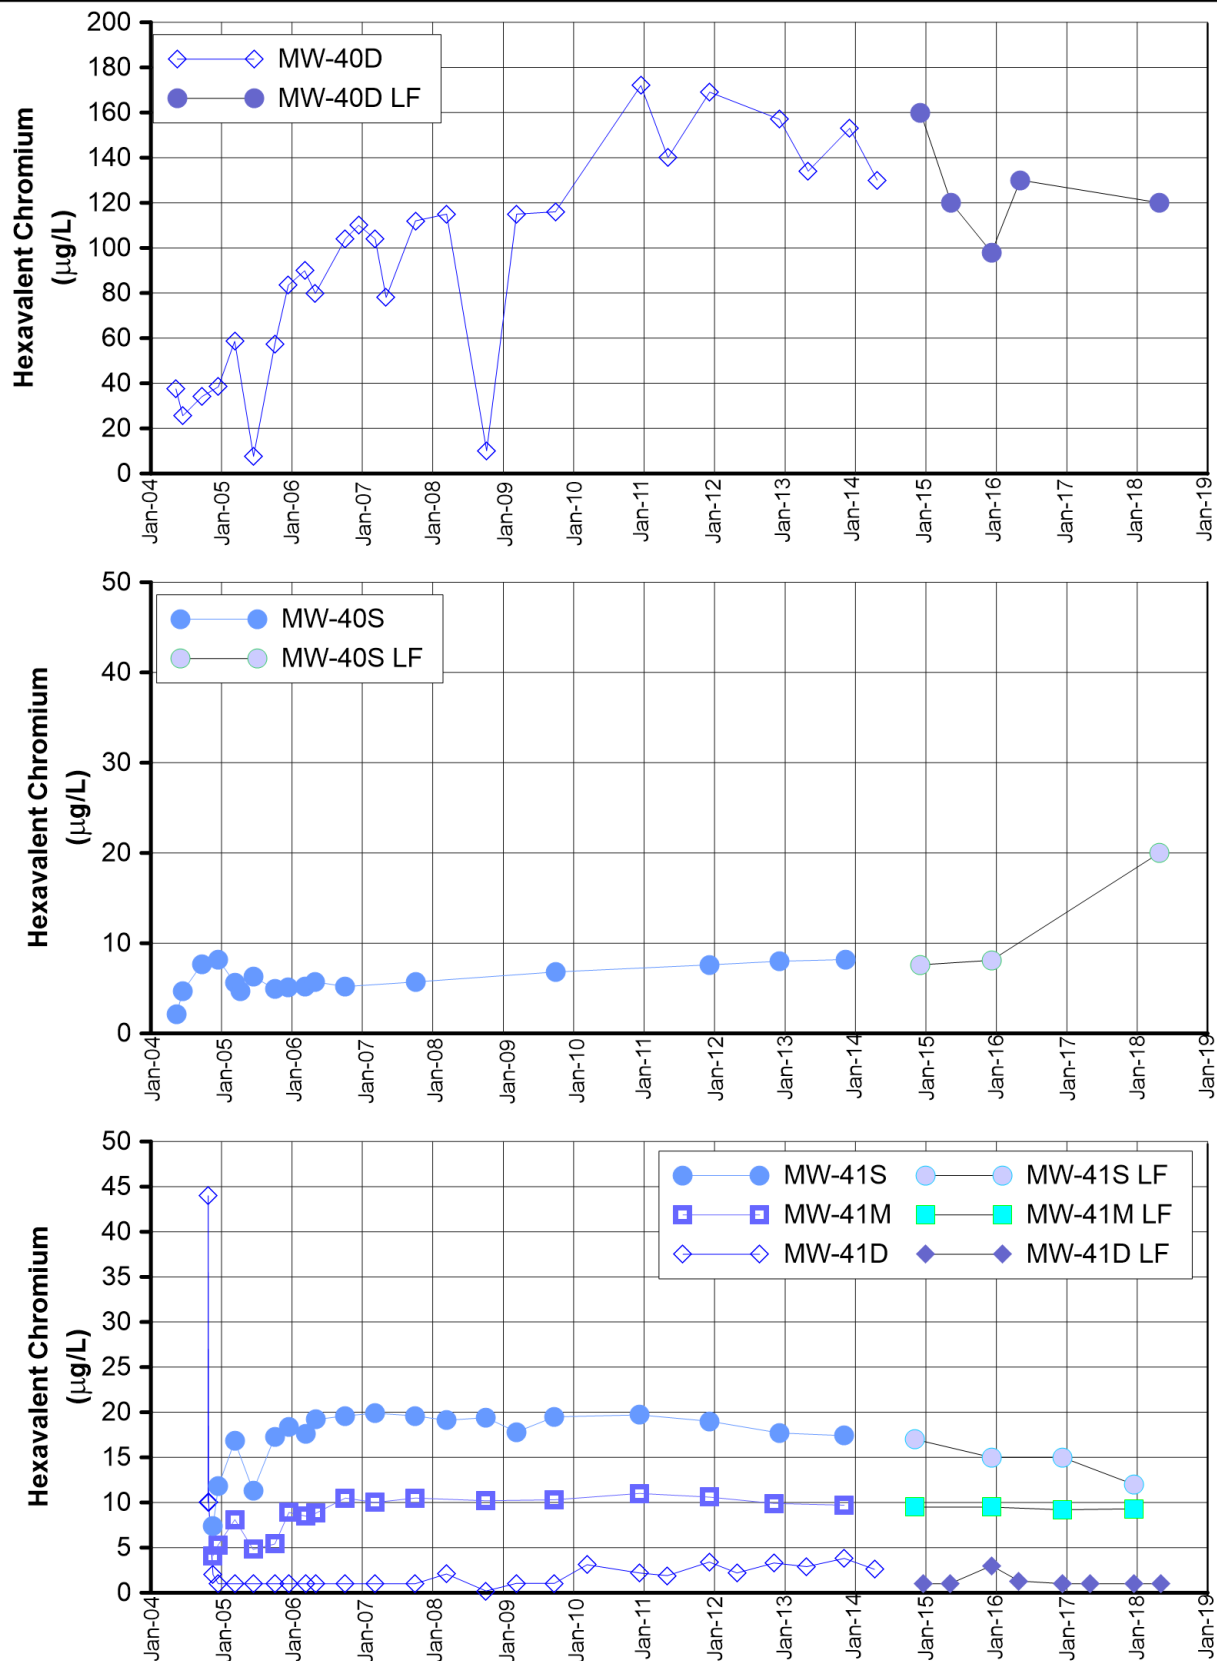 200
180
160
140
120
100
80
60
40
20
0
Hexavalent Chromium
(µg/L)
MW-40D
MW-40D LF
Jan-04
Jan-05
Jan-06
Jan-07
Jan-08
Jan-09
Jan-10
Jan-11
Jan-12
Jan-13
Jan-14
Jan-15
Jan-16
Jan-17
Jan-18
Jan-19
50
40
30
20
10
0
Hexavalent Chromium
(µg/L)
MW-40S
MW-40S LF
Jan-04
Jan-05
Jan-06
Jan-07
Jan-08
Jan-09
Jan-10
Jan-11
Jan-12
Jan-13
Jan-14
Jan-15
Jan-16
Jan-17
Jan-18
Jan-19
50
45
40
35
30
25
20
15
10
5
0
Hexavalent Chromium
(µg/L)
MW-41S
MW-41S LF
MW-41M
MW-41M LF
MW-41D
MW-41D LF
Jan-04
Jan-05
Jan-06
Jan-07
Jan-08
Jan-09
Jan-10
Jan-11
Jan-12
Jan-13
Jan-14
Jan-15
Jan-16
Jan-17
Jan-18
Jan-19